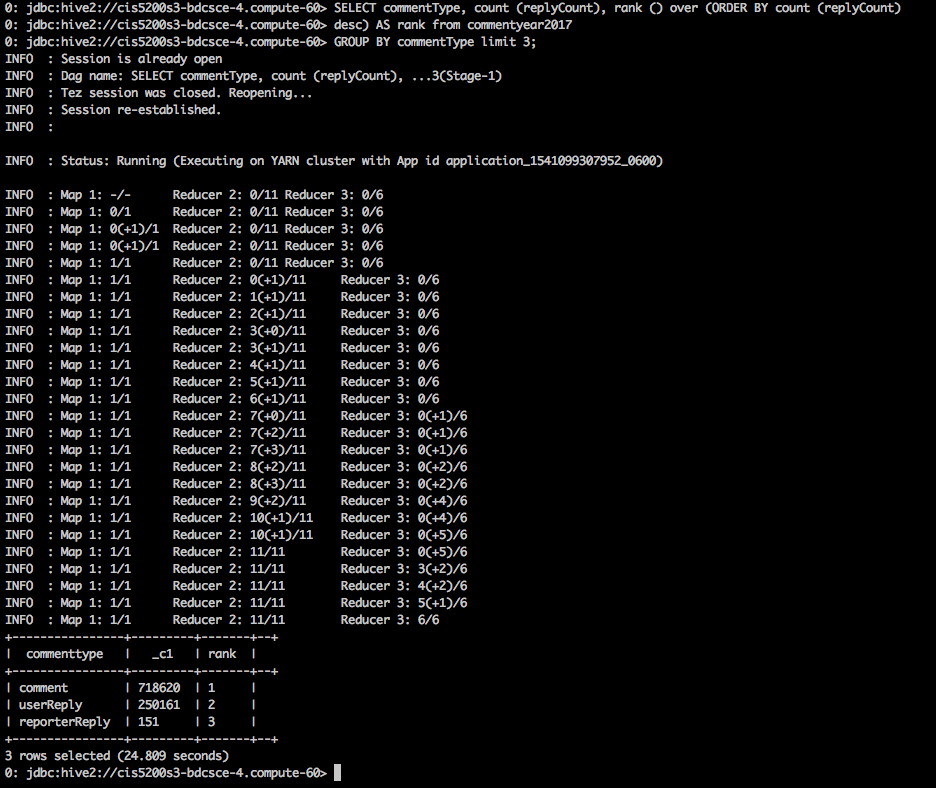 0: jdbc:hive2://cis5200s3-bdcsce-4.compute-60> SELECT commentType, count (replyCount), rank () over (ORDER BY count (replyCount)
0: jdbc:hive2://cis5200s3-bdcsce-4.compute-60> desc) AS rank from commentyear2017
0: jdbc:hive2://cis5200s3-bdcsce-4.compute-60> GROUP BY commentType limit 3;
INFO  : Session is already open
INFO  : Dag name: SELECT commentType, count (replyCount), ...3(Stage-1)
INFO  : Tez session was closed. Reopening...
INFO  : Session re-established.
INFO  :
INFO  : Status: Running (Executing on YARN cluster with App id application_1541099307952_0600)
INFO  : Map 1: -/-      Reducer 2: 0/11 Reducer 3: 0/6
INFO  : Map 1: 0/1      Reducer 2: 0/11 Reducer 3: 0/6
INFO  : Map 1: 0(+1)/1  Reducer 2: 0/11 Reducer 3: 0/6
INFO  : Map 1: 0(+1)/1  Reducer 2: 0/11 Reducer 3: 0/6
INFO  : Map 1: 1/1      Reducer 2: 0/11 Reducer 3: 0/6
INFO  : Map 1: 1/1      Reducer 2: 0(+1)/11     Reducer 3: 0/6
INFO  : Map 1: 1/1      Reducer 2: 1(+1)/11     Reducer 3: 0/6
INFO  : Map 1: 1/1      Reducer 2: 2(+1)/11     Reducer 3: 0/6
INFO  : Map 1: 1/1      Reducer 2: 3(+0)/11     Reducer 3: 0/6
INFO  : Map 1: 1/1      Reducer 2: 3(+1)/11     Reducer 3: 0/6
INFO  : Map 1: 1/1      Reducer 2: 4(+1)/11     Reducer 3: 0/6
INFO  : Map 1: 1/1      Reducer 2: 5(+1)/11     Reducer 3: 0/6
INFO  : Map 1: 1/1      Reducer 2: 6(+1)/11     Reducer 3: 0/6
INFO  : Map 1: 1/1      Reducer 2: 7(+0)/11     Reducer 3: 0(+1)/6
INFO  : Map 1: 1/1      Reducer 2: 7(+2)/11     Reducer 3: 0(+1)/6
INFO  : Map 1: 1/1      Reducer 2: 7(+3)/11     Reducer 3: 0(+1)/6
INFO  : Map 1: 1/1      Reducer 2: 8(+2)/11     Reducer 3: 0(+2)/6
INFO  : Map 1: 1/1      Reducer 2: 8(+3)/11     Reducer 3: 0(+2)/6
INFO  : Map 1: 1/1      Reducer 2: 9(+2)/11     Reducer 3: 0(+4)/6
INFO  : Map 1: 1/1      Reducer 2: 10(+1)/11    Reducer 3: 0(+4)/6
INFO  : Map 1: 1/1      Reducer 2: 10(+1)/11    Reducer 3: 0(+5)/6
INFO  : Map 1: 1/1      Reducer 2: 11/11        Reducer 3: 0(+5)/6
INFO  : Map 1: 1/1      Reducer 2: 11/11        Reducer 3: 3(+2)/6
INFO  : Map 1: 1/1      Reducer 2: 11/11        Reducer 3: 4(+2)/6
INFO  : Map 1: 1/1      Reducer 2: 11/11        Reducer 3: 5(+1)/6
INFO  : Map 1: 1/1      Reducer 2: 11/11        Reducer 3: 6/6
+----------------+---------+-------+--+
|  commenttype   |   _c1   | rank  |
+----------------+---------+-------+--+
| comment        | 718620  | 1     |
| userReply      | 250161  | 2     |
| reporterReply  | 151     | 3     |
+----------------+---------+-------+--+
3 rows selected (24.809 seconds)
0: jdbc:hive2://cis5200s3-bdcsce-4.compute-60>